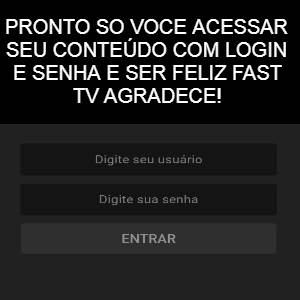 PRONTO SO VOCE ACESSAR
SEU CONTEÚDO COM LOGIN
E SENHA E SER FELIZ FAST
TV AGRADECE!
Digite seu usuário
Digite sua senha
ENTRAR